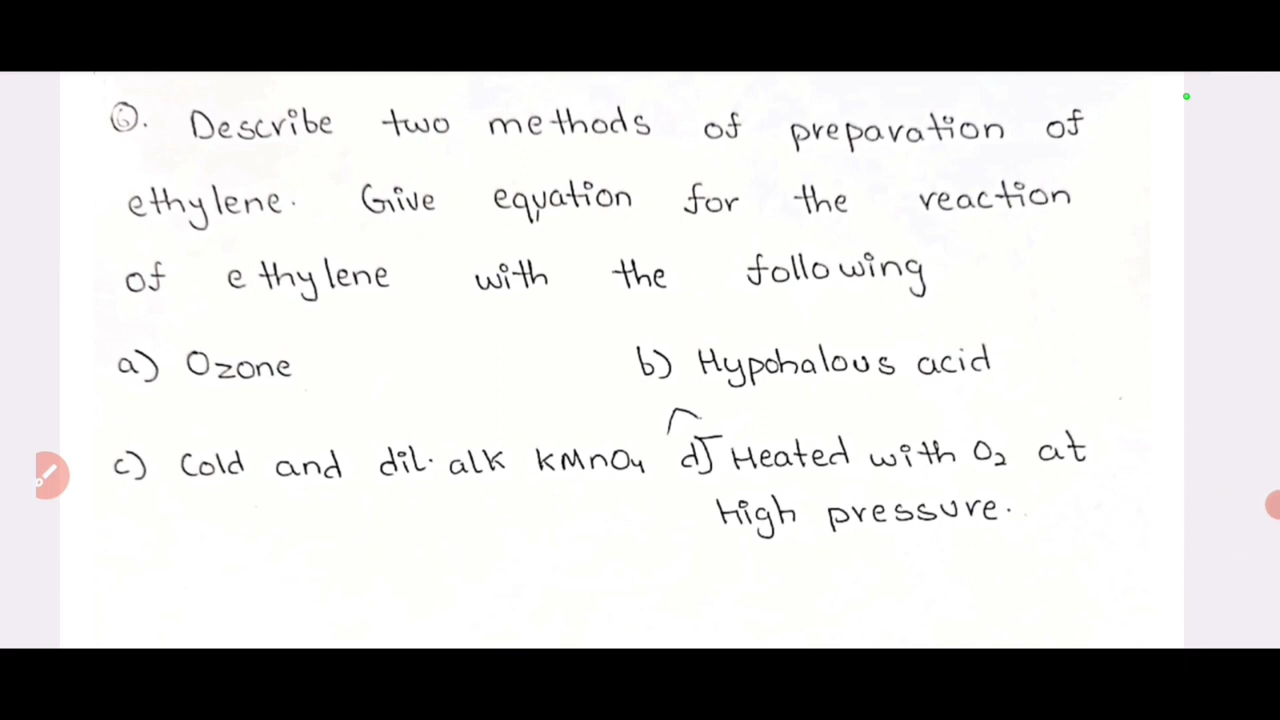 ⑥. Describe two methods of preparation of
ethylene. Give equation for the reaction
of ethylene with the following
a) Ozone b) Hypohalous acid
c) Cold and dil. alk KMnO4 d) Heated with O2 at
high pressure.